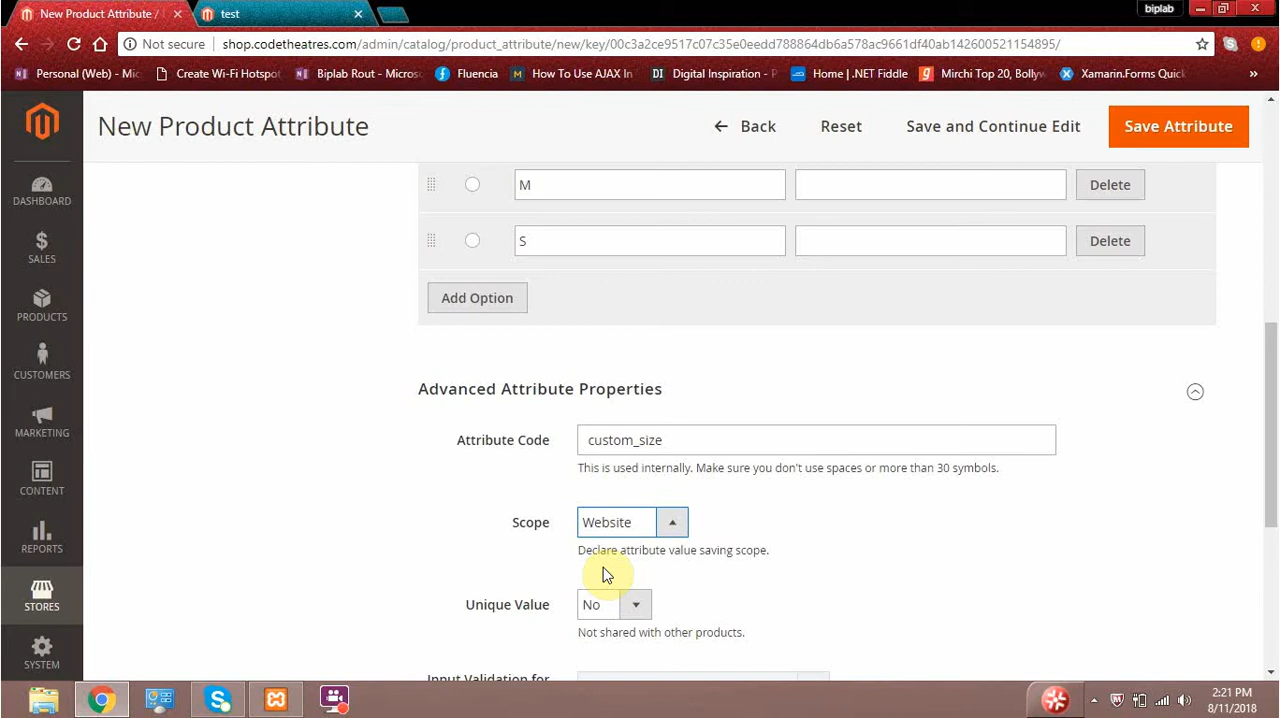 New Product Attribute /
test
biplab
Not secure
shop.codetheatres.com/admin/catalog/product_attribute/new/key/00c3a2ce9517c07c35e0eedd788864db6a578ac9661df40ab142600521154895/
Personal (Web) - Mic
Create Wi-Fi Hotspot
Biplab Rout - Micros
Fluencia
How To Use AJAX In
DI
Digital Inspiration - P
Home | .NET Fiddle
Mirchi Top 20, Bolly
Xamarin.Forms Quick
»
New Product Attribute
Back
Reset
Save and Continue Edit
Save Attribute
DASHBOARD
SALES
PRODUCTS
CUSTOMERS
MARKETING
CONTENT
REPORTS
STORES
SYSTEM
M
Delete
S
Delete
Add Option
Advanced Attribute Properties
Attribute Code
custom_size
This is used internally. Make sure you don't use spaces or more than 30 symbols.
Scope
Website
Declare attribute value saving scope.
Unique Value
No
Not shared with other products.
Input Validation for
2:21 PM
8/11/2018